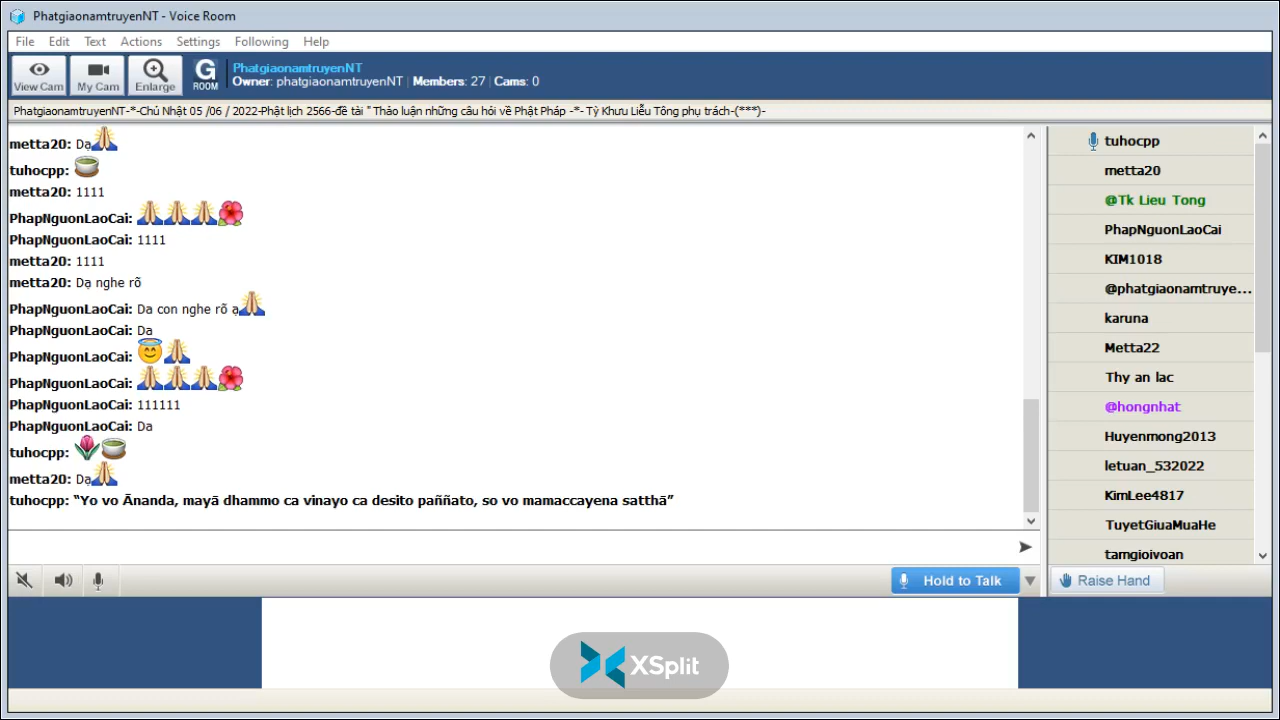 PhatgiaonamtruyenNT - Voice Room
File Edit Text Actions Settings Following Help
View Cam
My Cam
Enlarge
G ROOM
PhatgiaonamtruyenNT
Owner: phatgiaonamtruyenNT | Members: 27 | Cams: 0
PhatgiaonamtruyenNT-*-Chủ Nhật 05 /06 / 2022-Phật lịch 2566-đề tài " Thảo luận những câu hỏi về Phật Pháp -*- Tỳ Khưu Liễu Tông phụ trách-(***)-
metta20: Dạ
tuhocpp:
metta20: 1111
PhapNguonLaoCai:
PhapNguonLaoCai: 1111
metta20: 1111
metta20: Dạ nghe rõ
PhapNguonLaoCai: Da con nghe rõ ạ
PhapNguonLaoCai: Da
PhapNguonLaoCai:
PhapNguonLaoCai:
PhapNguonLaoCai: 111111
PhapNguonLaoCai: Da
tuhocpp:
metta20: Dạ
tuhocpp: “Yo vo Ānanda, mayā dhammo ca vinayo ca desito paññato, so vo mamaccayena satthā”
tuhocpp
metta20
@Tk Lieu Tong
PhapNguonLaoCai
KIM1018
@phatgiaonamtruye...
karuna
Metta22
Thy an lac
@hongnhat
Huyenmong2013
letuan_532022
KimLee4817
TuyetGiuaMuaHe
tamgioivoan
Hold to Talk
Raise Hand
XSplit